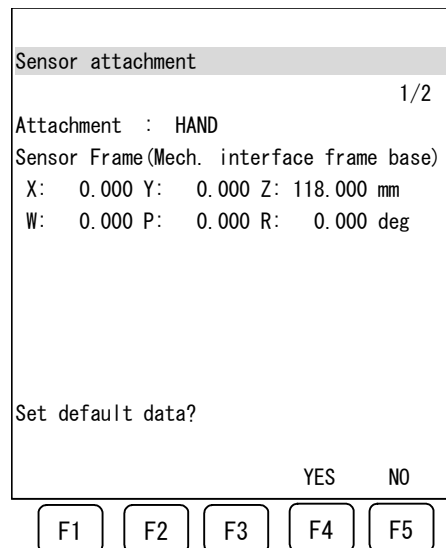 Sensor attachment
1/2
Attachment : HAND
Sensor Frame(Mech. interface frame base)
X: 0.000 Y: 0.000 Z: 118.000 mm
W: 0.000 P: 0.000 R: 0.000 deg
Set default data?
YES NO
F1 F2 F3 F4 F5